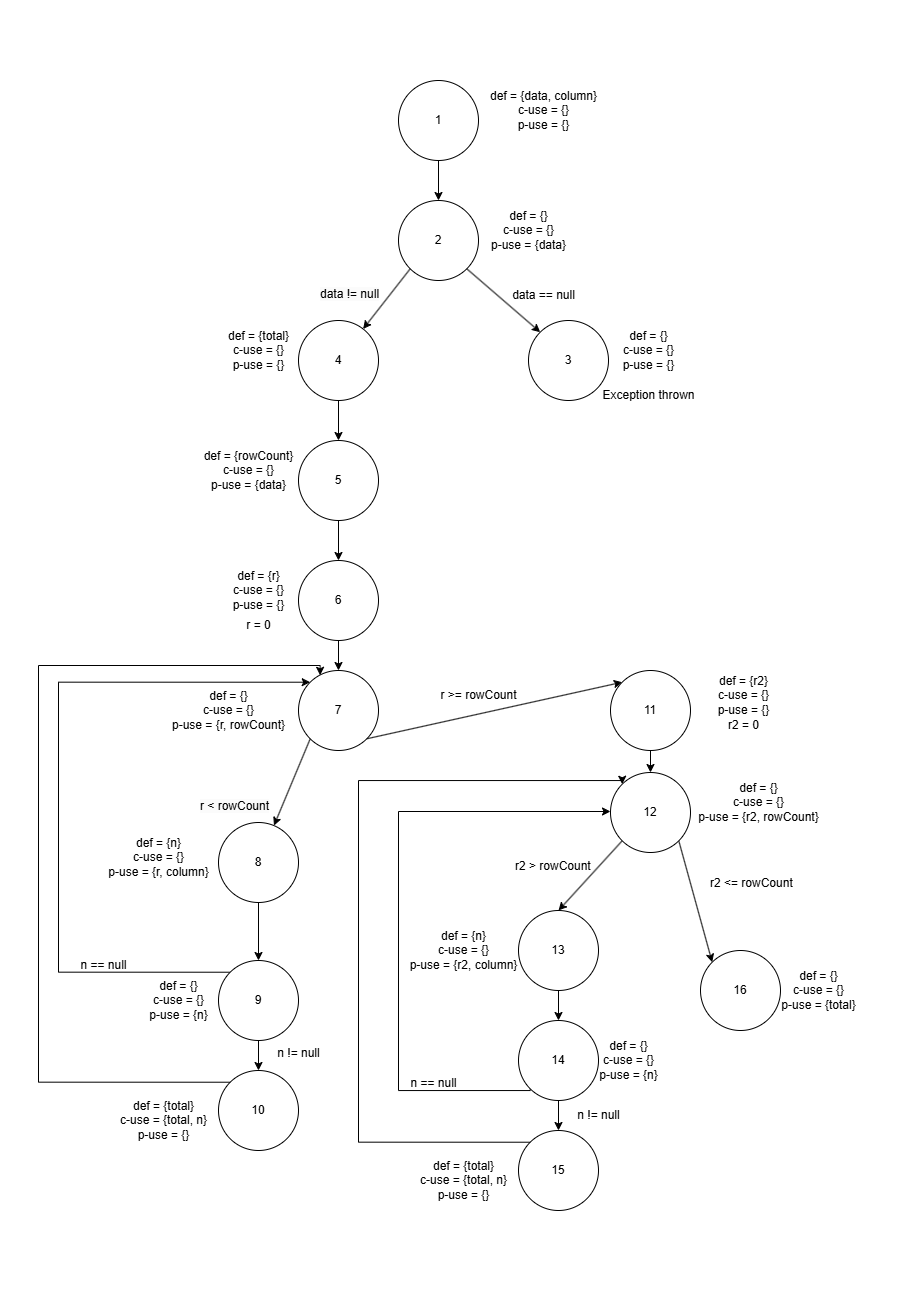 1
def = {data, column}
c-use = {}
p-use = {}
2
def = {}
c-use = {}
p-use = {data}
data != null
data == null
4
def = {total}
c-use = {}
p-use = {}
3
def = {}
c-use = {}
p-use = {}
Exception thrown
5
def = {rowCount}
c-use = {}
p-use = {data}
6
def = {r}
c-use = {}
p-use = {}
r = 0
7
def = {}
c-use = {}
p-use = {r, rowCount}
r >= rowCount
11
def = {r2}
c-use = {}
p-use = {}
r2 = 0
r < rowCount
12
def = {}
c-use = {}
p-use = {r2, rowCount}
8
def = {n}
c-use = {}
p-use = {r, column}
r2 > rowCount
r2 <= rowCount
13
def = {n}
c-use = {}
p-use = {r2, column}
n == null
9
def = {}
c-use = {}
p-use = {n}
16
def = {}
c-use = {}
p-use = {total}
n != null
14
def = {}
c-use = {}
p-use = {n}
n == null
10
def = {total}
c-use = {total, n}
p-use = {}
n != null
15
def = {total}
c-use = {total, n}
p-use = {}